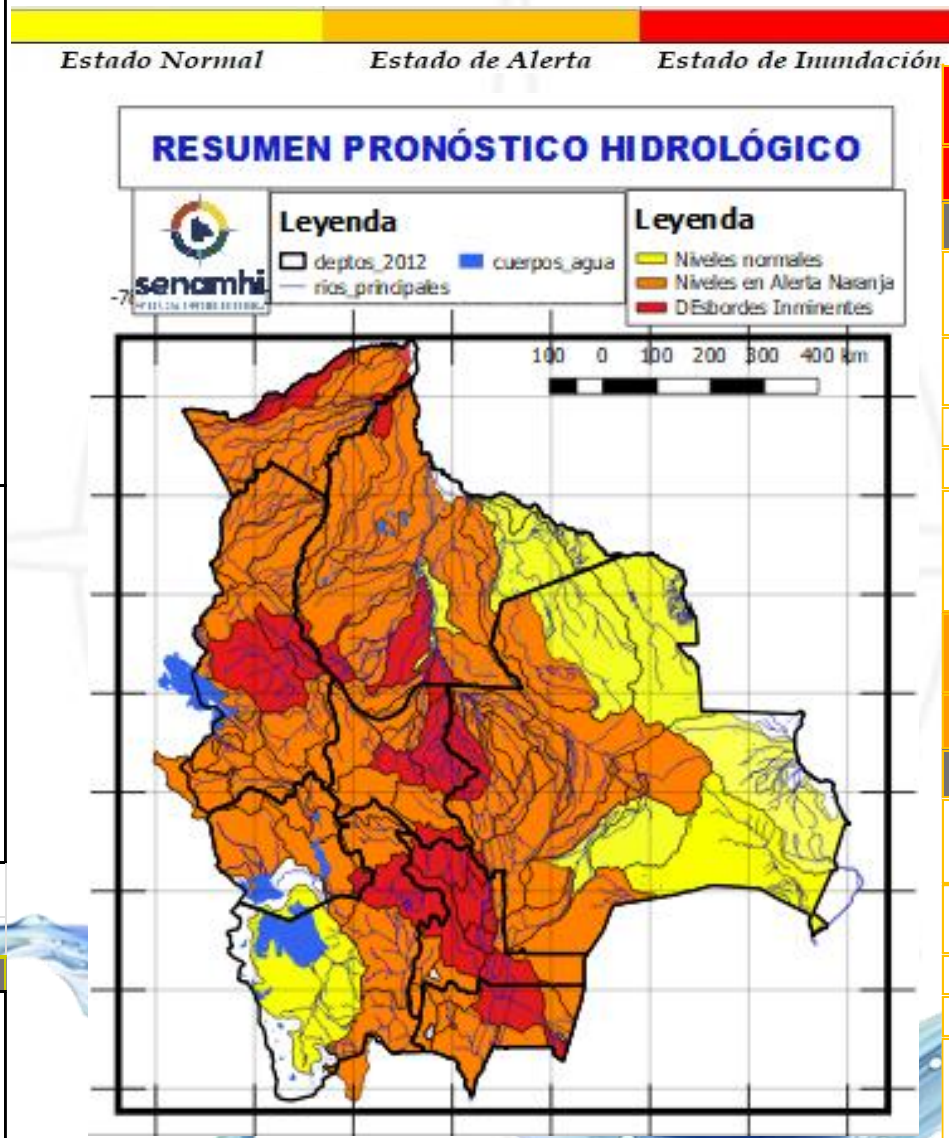 Estado Normal Estado de Alerta Estado de Inundación
RESUMEN PRONÓSTICO HIDROLÓGICO
senamhi
Leyenda
deptos_2012 cuerpos_agua
rios_principales
Leyenda
Niveles normales
Niveles en Alerta Naranja
DEsbordes Inminentes
100 0 100 200 300 400 km